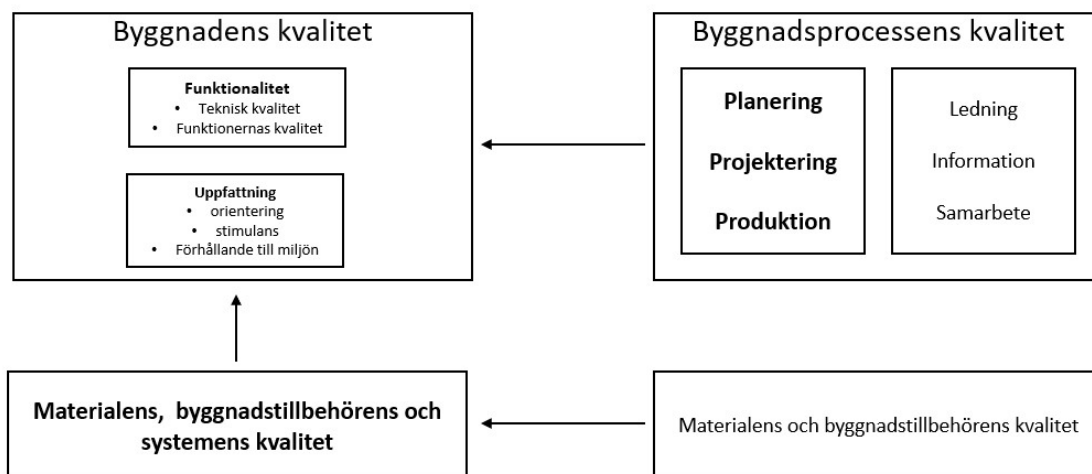 Byggnadens kvalitet
Funktionalitet
• Teknisk kvalitet
• Funktionernas kvalitet
Uppfattning
• orientering
• stimulans
• Förhållande till miljön
Byggnadsprocessens kvalitet
Planering
Projektering
Produktion
Ledning
Information
Samarbete
Materialens, byggnadstillbehörens och
systemens kvalitet
Materialens och byggnadstillbehörens kvalitet